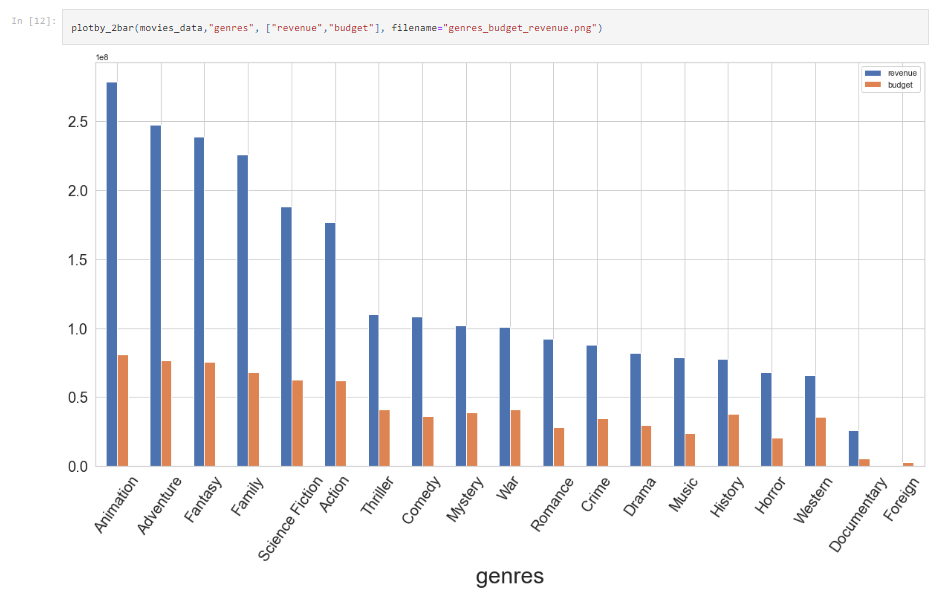 In [12]:
plotby_2bar(movies_data,"genres", ["revenue","budget"], filename="genres_budget_revenue.png")
1e8
revenue
budget
2.5
2.0
1.5
1.0
0.5
0.0
Animation
Adventure
Fantasy
Family
Science Fiction
Action
Thriller
Comedy
Mystery
War
Romance
Crime
Drama
Music
History
Horror
Western
Documentary
Foreign
genres